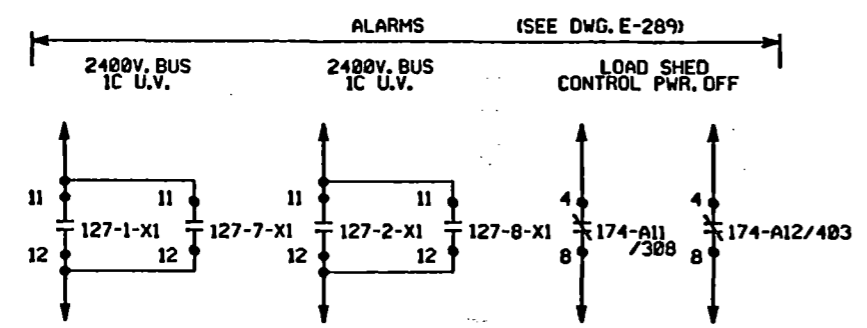 ALARMS (SEE DWG. E-289)
2400V. BUS
1C U.V.
2400V. BUS
1C U.V.
LOAD SHED
CONTROL PWR. OFF
11 11 11 11 4 4
127-1-X1 127-7-X1 127-2-X1 127-8-X1 174-A11
/308 174-A12/403
12 12 12 12 8 8